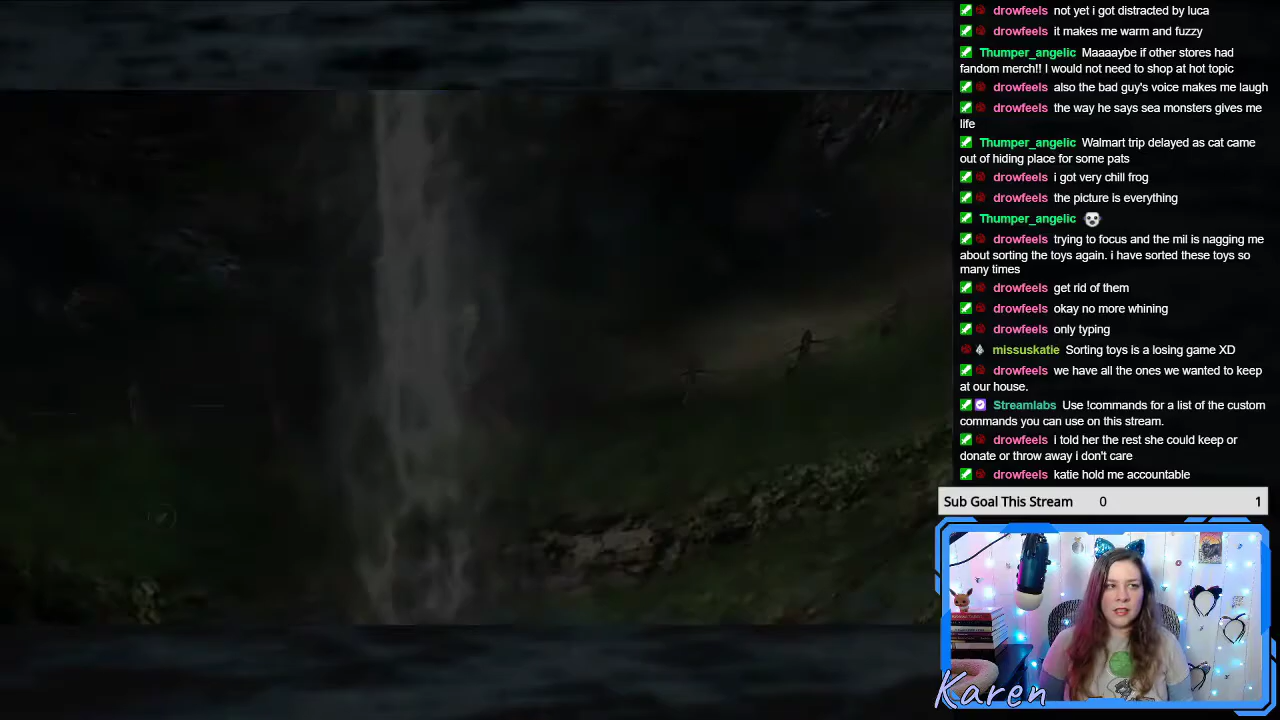 drowfeels not yet i got distracted by luca
drowfeels it makes me warm and fuzzy
Thumper_angelic Maaaaybe if other stores had
fandom merch!! I would not need to shop at hot topic
drowfeels also the bad guy's voice makes me laugh
drowfeels the way he says sea monsters gives me
life
Thumper_angelic Walmart trip delayed as cat came
out of hiding place for some pats
drowfeels i got very chill frog
drowfeels the picture is everything
Thumper_angelic
drowfeels trying to focus and the mil is nagging me
about sorting the toys again. i have sorted these toys so
many times
drowfeels get rid of them
drowfeels okay no more whining
drowfeels only typing
missuskatie Sorting toys is a losing game XD
drowfeels we have all the ones we wanted to keep
at our house.
Streamlabs Use !commands for a list of the custom
commands you can use on this stream.
drowfeels i told her the rest she could keep or
donate or throw away i don't care
drowfeels katie hold me accountable
Sub Goal This Stream 0 1
Karen